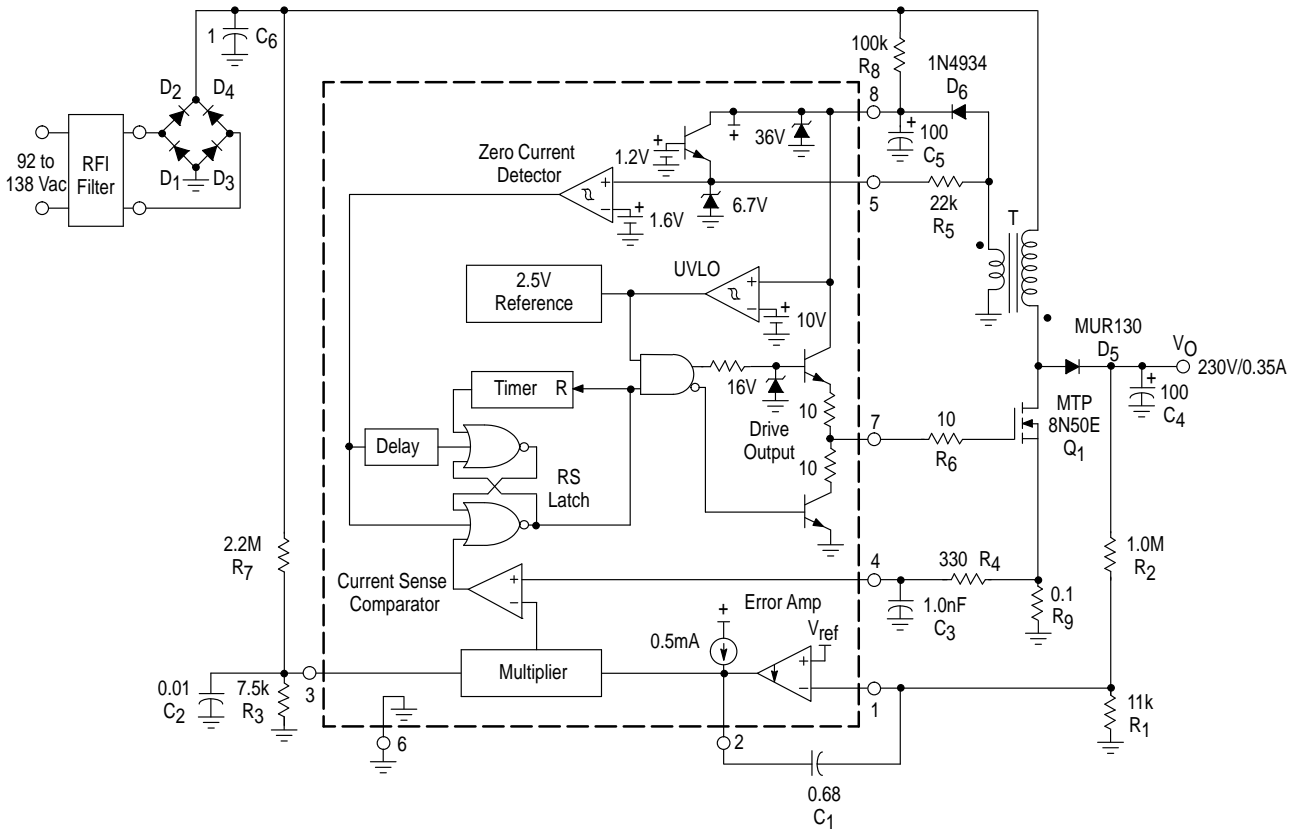 1
C6
100k
R8
1N4934
D6
D2
D4
8
36V
+
100
C5
92 to
138 Vac
RFI
Filter
D1
D3
Zero Current
Detector
1.2V
+
+
+
-
+
1.6V
6.7V
5
22k
R5
T
2.5V
Reference
UVLO
+
-
+
10V
MUR130
D5
VO
230V/0.35A
+
100
C4
Timer
R
16V
10
Drive
Output
10
7
10
R6
MTP
8N50E
Q1
Delay
RS
Latch
2.2M
R7
Current Sense
Comparator
+
-
4
330
R4
1.0nF
C3
0.1
R9
1.0M
R2
Error Amp
+
0.5mA
Vref
+
-
Multiplier
0.01
C2
7.5k
R3
3
1
11k
R1
6
2
0.68
C1